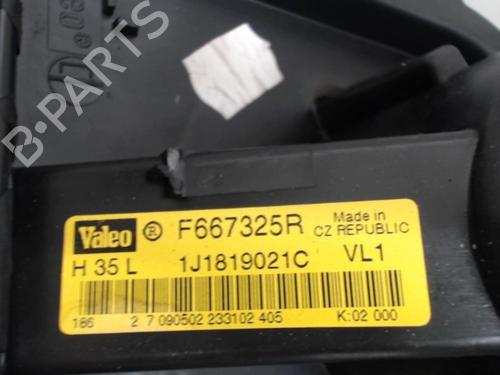 Valeo ® F667325R Made in
CZ REPUBLIC
H 35 L 1J1819021C VL1
186 2 7 090502 233102 405 K:02 000
B-PARTS